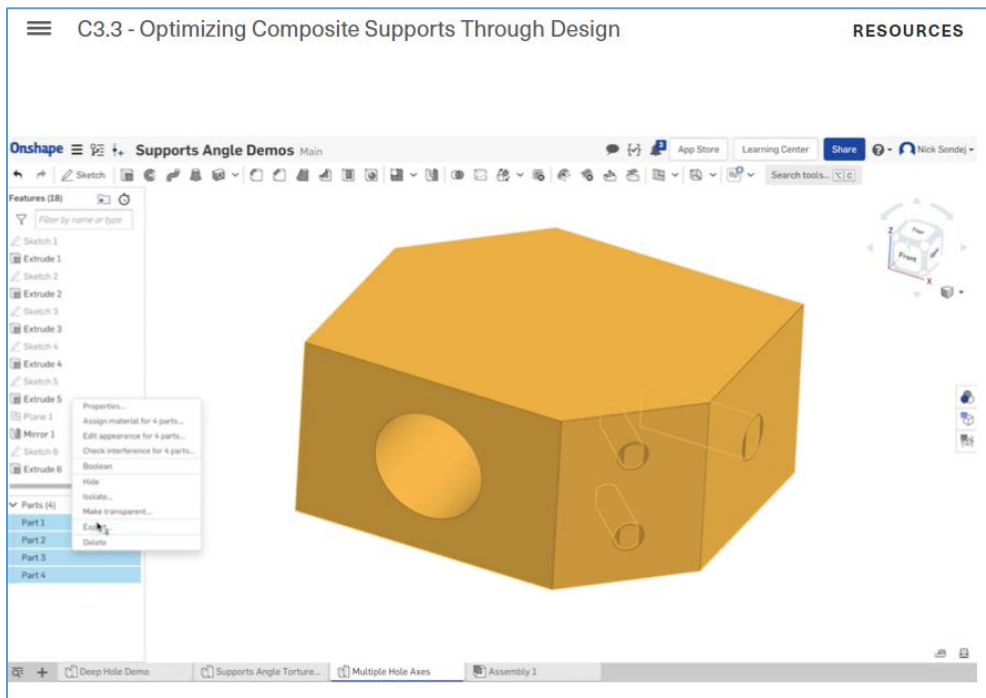 C3.3 - Optimizing Composite Supports Through Design
RESOURCES
Onshape Supports Angle Demos Main
App Store
Learning Center
Share
Nick Sondej
Sketch
Search tools...
Features (18)
Filter by name or type
Sketch 1
Extrude 1
Sketch 2
Extrude 2
Sketch 3
Extrude 3
Sketch 4
Extrude 4
Sketch 5
Extrude 5
Plane 1
Mirror 1
Sketch 6
Extrude 6
Properties...
Assign material for 4 parts...
Edit appearance for 4 parts...
Check interference for 4 parts...
Boolean
Hide
Isolate...
Make transparent...
Delete
Parts (4)
Part 1
Part 2
Part 3
Part 4
Z
Front
X
Deep Hole Demo
Supports Angle Torture...
Multiple Hole Axes
Assembly 1